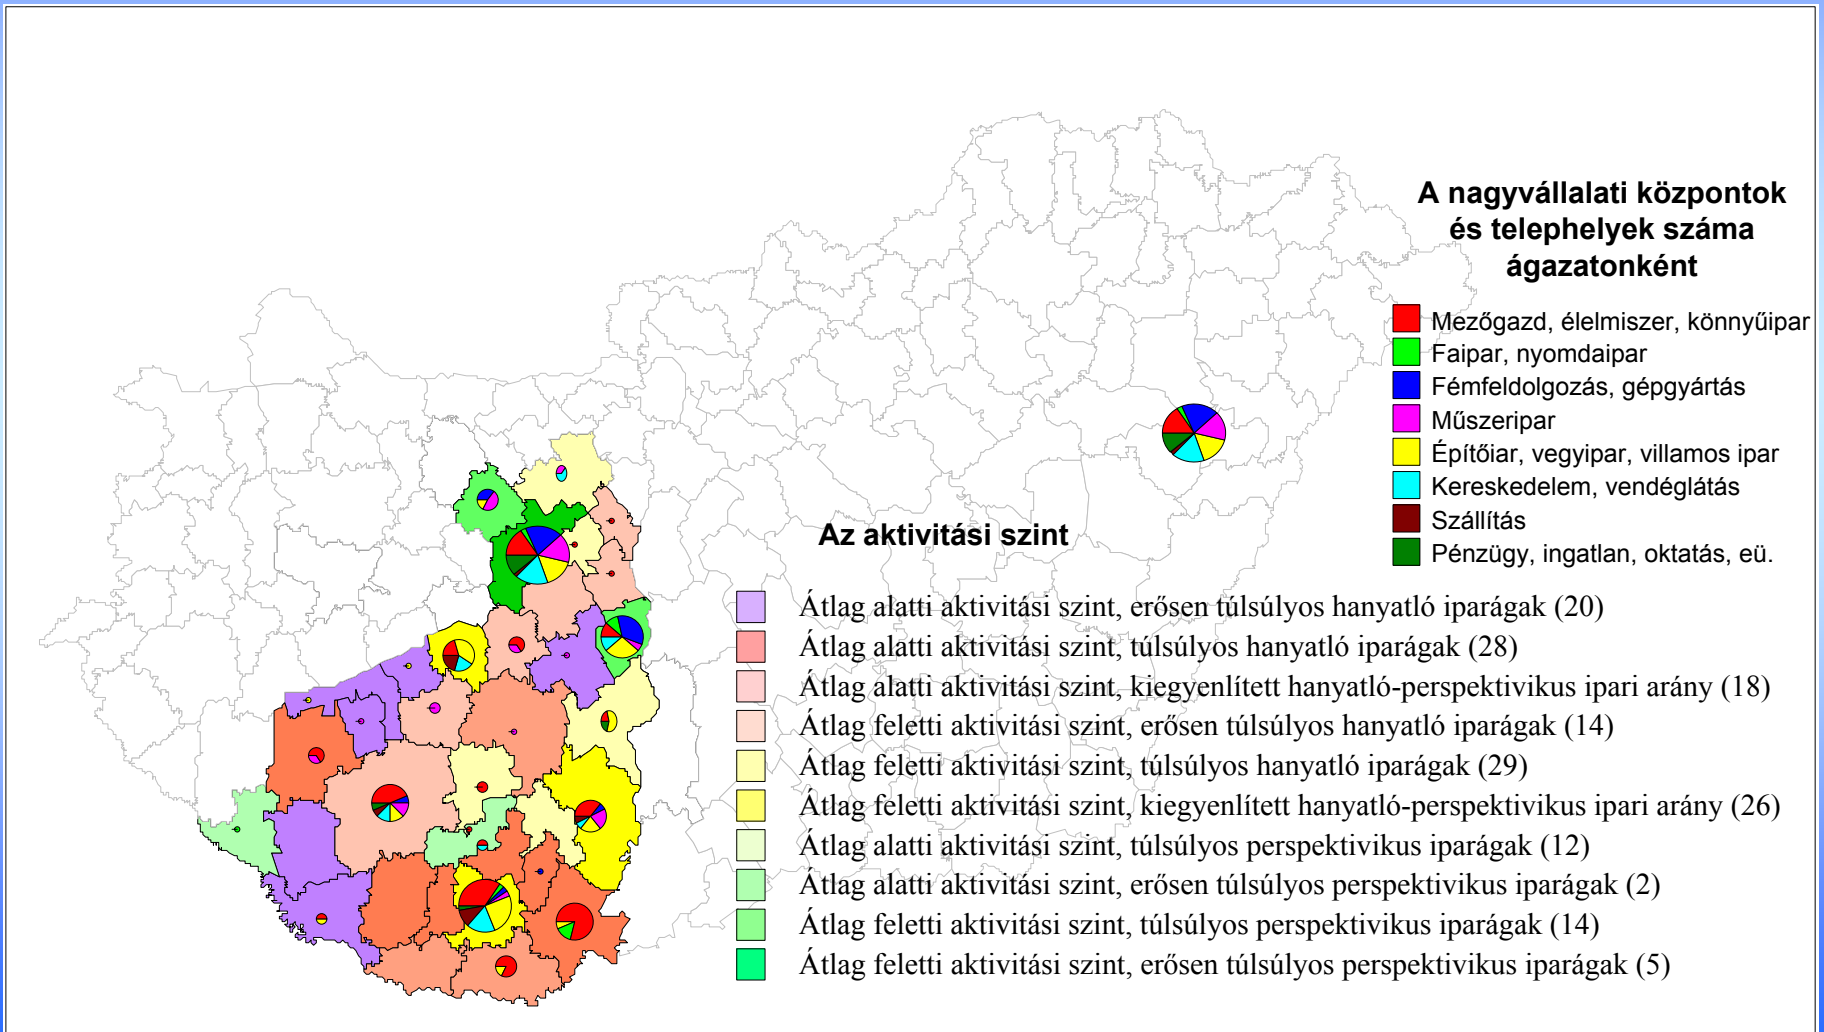 A nagyvállalati központok
és telephelyek száma
ágazatonként
Mezőgazd, élelmiszer, könnyűipar
Faipar, nyomdaipar
Fémfeldolgozás, gépgyártás
Műszeripar
Építőiar, vegyipar, villamos ipar
Kereskedelem, vendéglátás
Szállítás
Pénzügy, ingatlan, oktatás, eü.
Az aktivitási szint
Átlag alatti aktivitási szint, erősen túlsúlyos hanyatló iparágak (20)
Átlag alatti aktivitási szint, túlsúlyos hanyatló iparágak (28)
Átlag alatti aktivitási szint, kiegyenlített hanyatló-perspektivikus ipari arány (18)
Átlag feletti aktivitási szint, erősen túlsúlyos hanyatló iparágak (14)
Átlag feletti aktivitási szint, túlsúlyos hanyatló iparágak (29)
Átlag feletti aktivitási szint, kiegyenlített hanyatló-perspektivikus ipari arány (26)
Átlag alatti aktivitási szint, túlsúlyos perspektivikus iparágak (12)
Átlag alatti aktivitási szint, erősen túlsúlyos perspektivikus iparágak (2)
Átlag feletti aktivitási szint, túlsúlyos perspektivikus iparágak (14)
Átlag feletti aktivitási szint, erősen túlsúlyos perspektivikus iparágak (5)